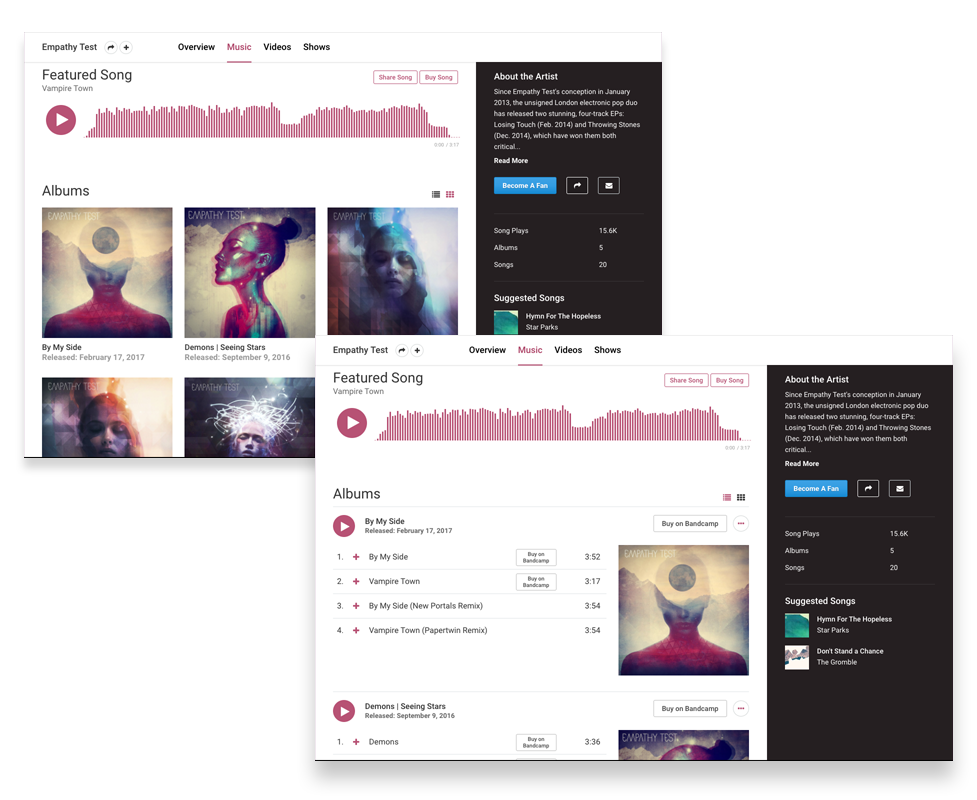 Empathy Test
Overview Music Videos Shows
Featured Song
Vampire Town
Share Song Buy Song
0:00 / 3:17
Albums
EMPATHY TEST
EMPATHY TEST
EMPATHY TEST
By My Side
Released: February 17, 2017
Demons | Seeing Stars
Released: September 9, 2016
EMPATHY TEST
EMPATHY TEST
About the Artist
Since Empathy Test's conception in January
2013, the unsigned London electronic pop duo
has released two stunning, four-track EPs:
Losing Touch (Feb. 2014) and Throwing Stones
(Dec. 2014), which have won them both
critical...
Read More
Become A Fan
Song Plays 15.6K
Albums 5
Songs 20
Suggested Songs
Hymn For The Hopeless
Star Parks
Empathy Test
Overview Music Videos Shows
Featured Song
Vampire Town
Share Song Buy Song
0:00 / 3:17
Albums
By My Side
Released: February 17, 2017
Buy on Bandcamp
1. By My Side Buy on Bandcamp 3:52
2. Vampire Town Buy on Bandcamp 3:17
3. By My Side (New Portals Remix) 3:54
4. Vampire Town (Papertwin Remix) 3:54
EMPATHY TEST
Demons | Seeing Stars
Released: September 9, 2016
Buy on Bandcamp
1. Demons Buy on Bandcamp 3:36
EMPATHY TEST
About the Artist
Since Empathy Test's conception in January
2013, the unsigned London electronic pop duo
has released two stunning, four-track EPs:
Losing Touch (Feb. 2014) and Throwing Stones
(Dec. 2014), which have won them both
critical...
Read More
Become A Fan
Song Plays 15.6K
Albums 5
Songs 20
Suggested Songs
Hymn For The Hopeless
Star Parks
Don't Stand a Chance
The Gromble